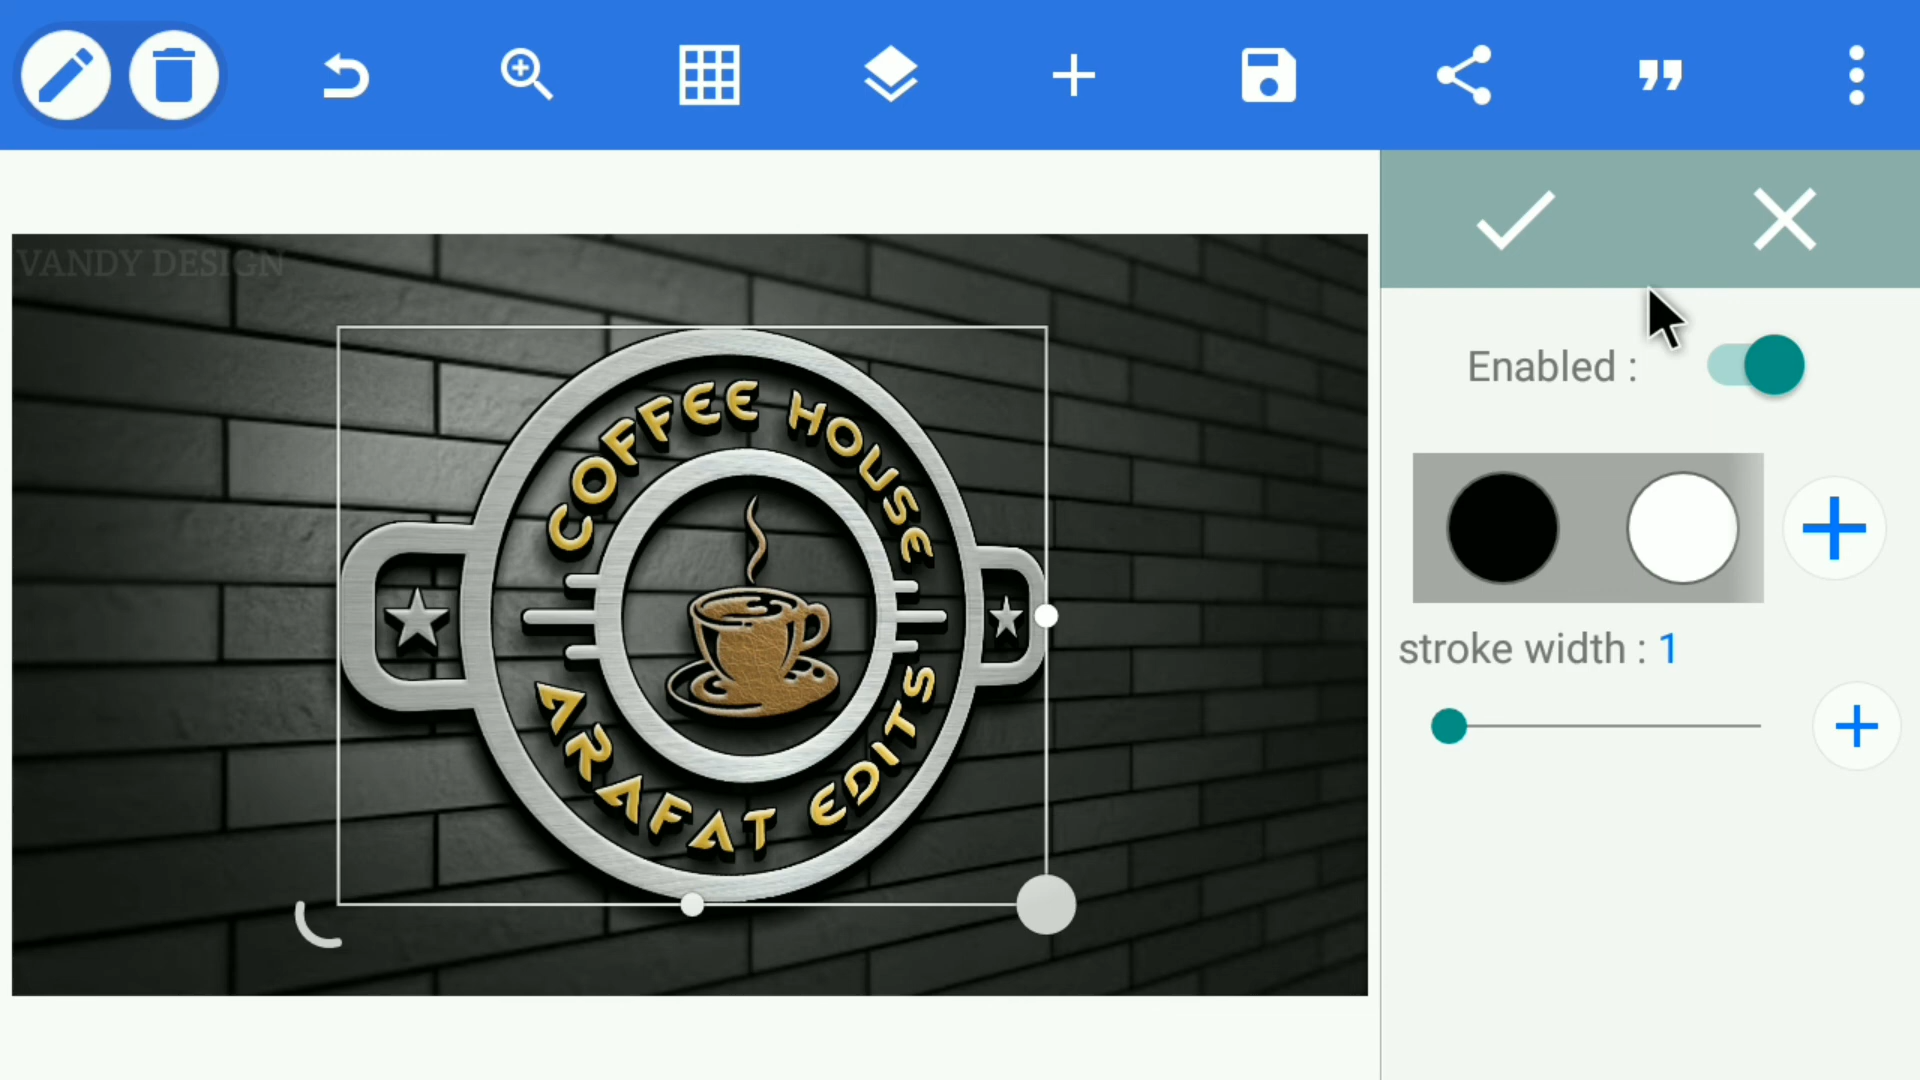 VANDY DESIGN
COFFEE HOUSE
ARAFAT EDITS
Enabled :
stroke width : 1